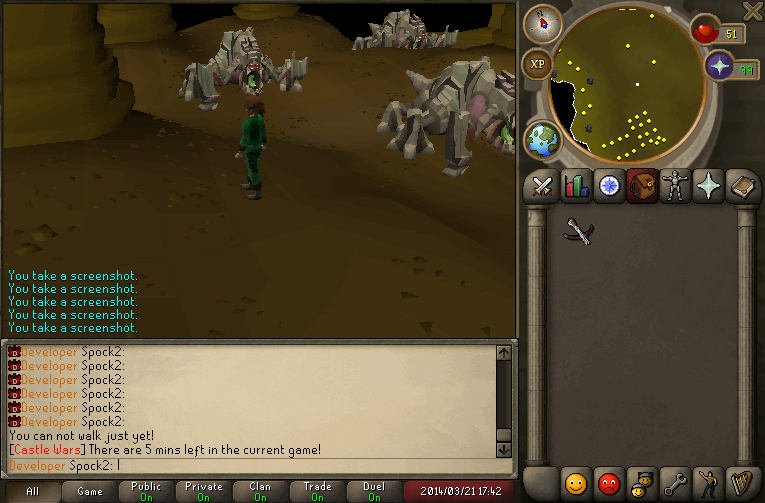 51
XP
99
You take a screenshot.
You take a screenshot.
You take a screenshot.
You take a screenshot.
You take a screenshot.
Developer Spock2:
Developer Spock2:
Developer Spock2:
Developer Spock2:
Developer Spock2:
Developer Spock2:
You can not walk just yet!
[Castle Wars] There are 5 mins left in the current game!
Developer Spock2: |
All Game Public On Private On Clan On Trade On Duel On 2014/03/21 17:42